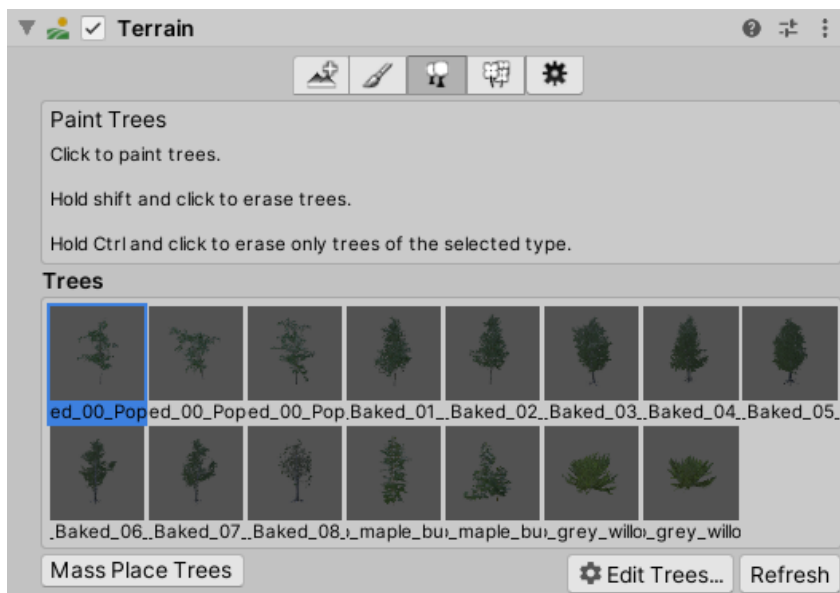 Terrain
Paint Trees
Click to paint trees.
Hold shift and click to erase trees.
Hold Ctrl and click to erase only trees of the selected type.
Trees
ed_00_Pop ed_00_Pop ed_00_Pop .Baked_01_ _Baked_02_ _Baked_03_ _Baked_04_ _Baked_05_
_Baked_06_ _Baked_07_ _Baked_08_ _maple_bu _maple_bu _grey_willo _grey_willo
Mass Place Trees Edit Trees... Refresh